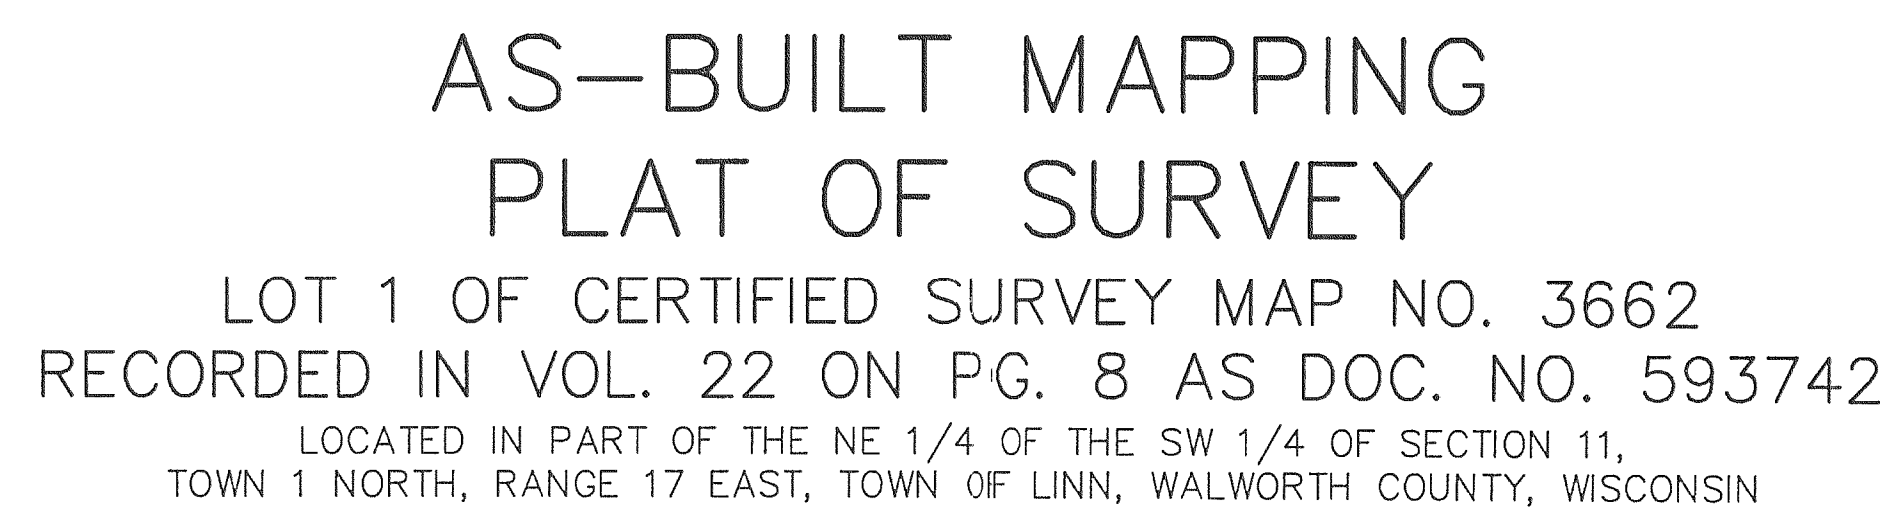 AS-BUILT MAPPING
PLAT OF SURVEY
LOT 1 OF CERTIFIED SURVEY MAP NO. 3662
RECORDED IN VOL. 22 ON PG. 8 AS DOC. NO. 593742
LOCATED IN PART OF THE NE 1/4 OF THE SW 1/4 OF SECTION 11,
TOWN 1 NORTH, RANGE 17 EAST, TOWN OF LINN, WALWORTH COUNTY, WISCONSIN